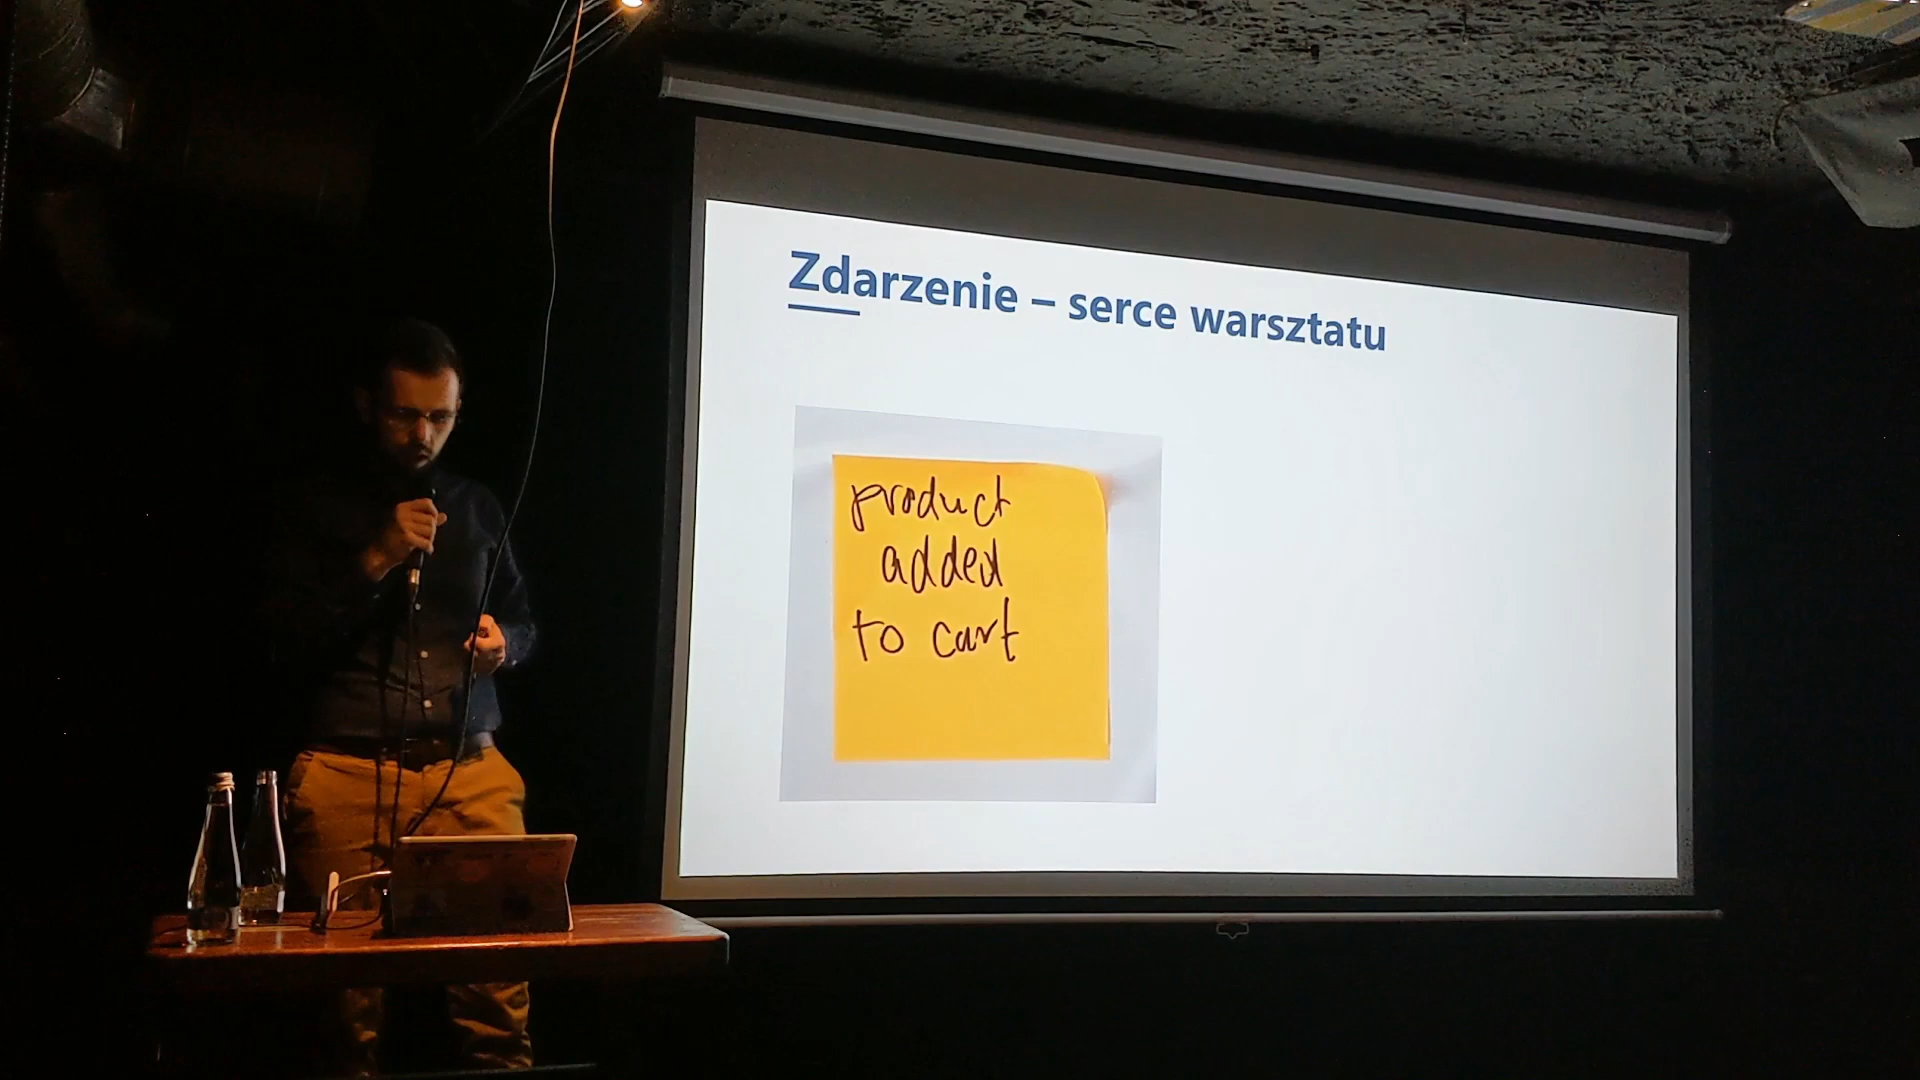 Zdarzenie – serce warsztatu
product
added
to cart